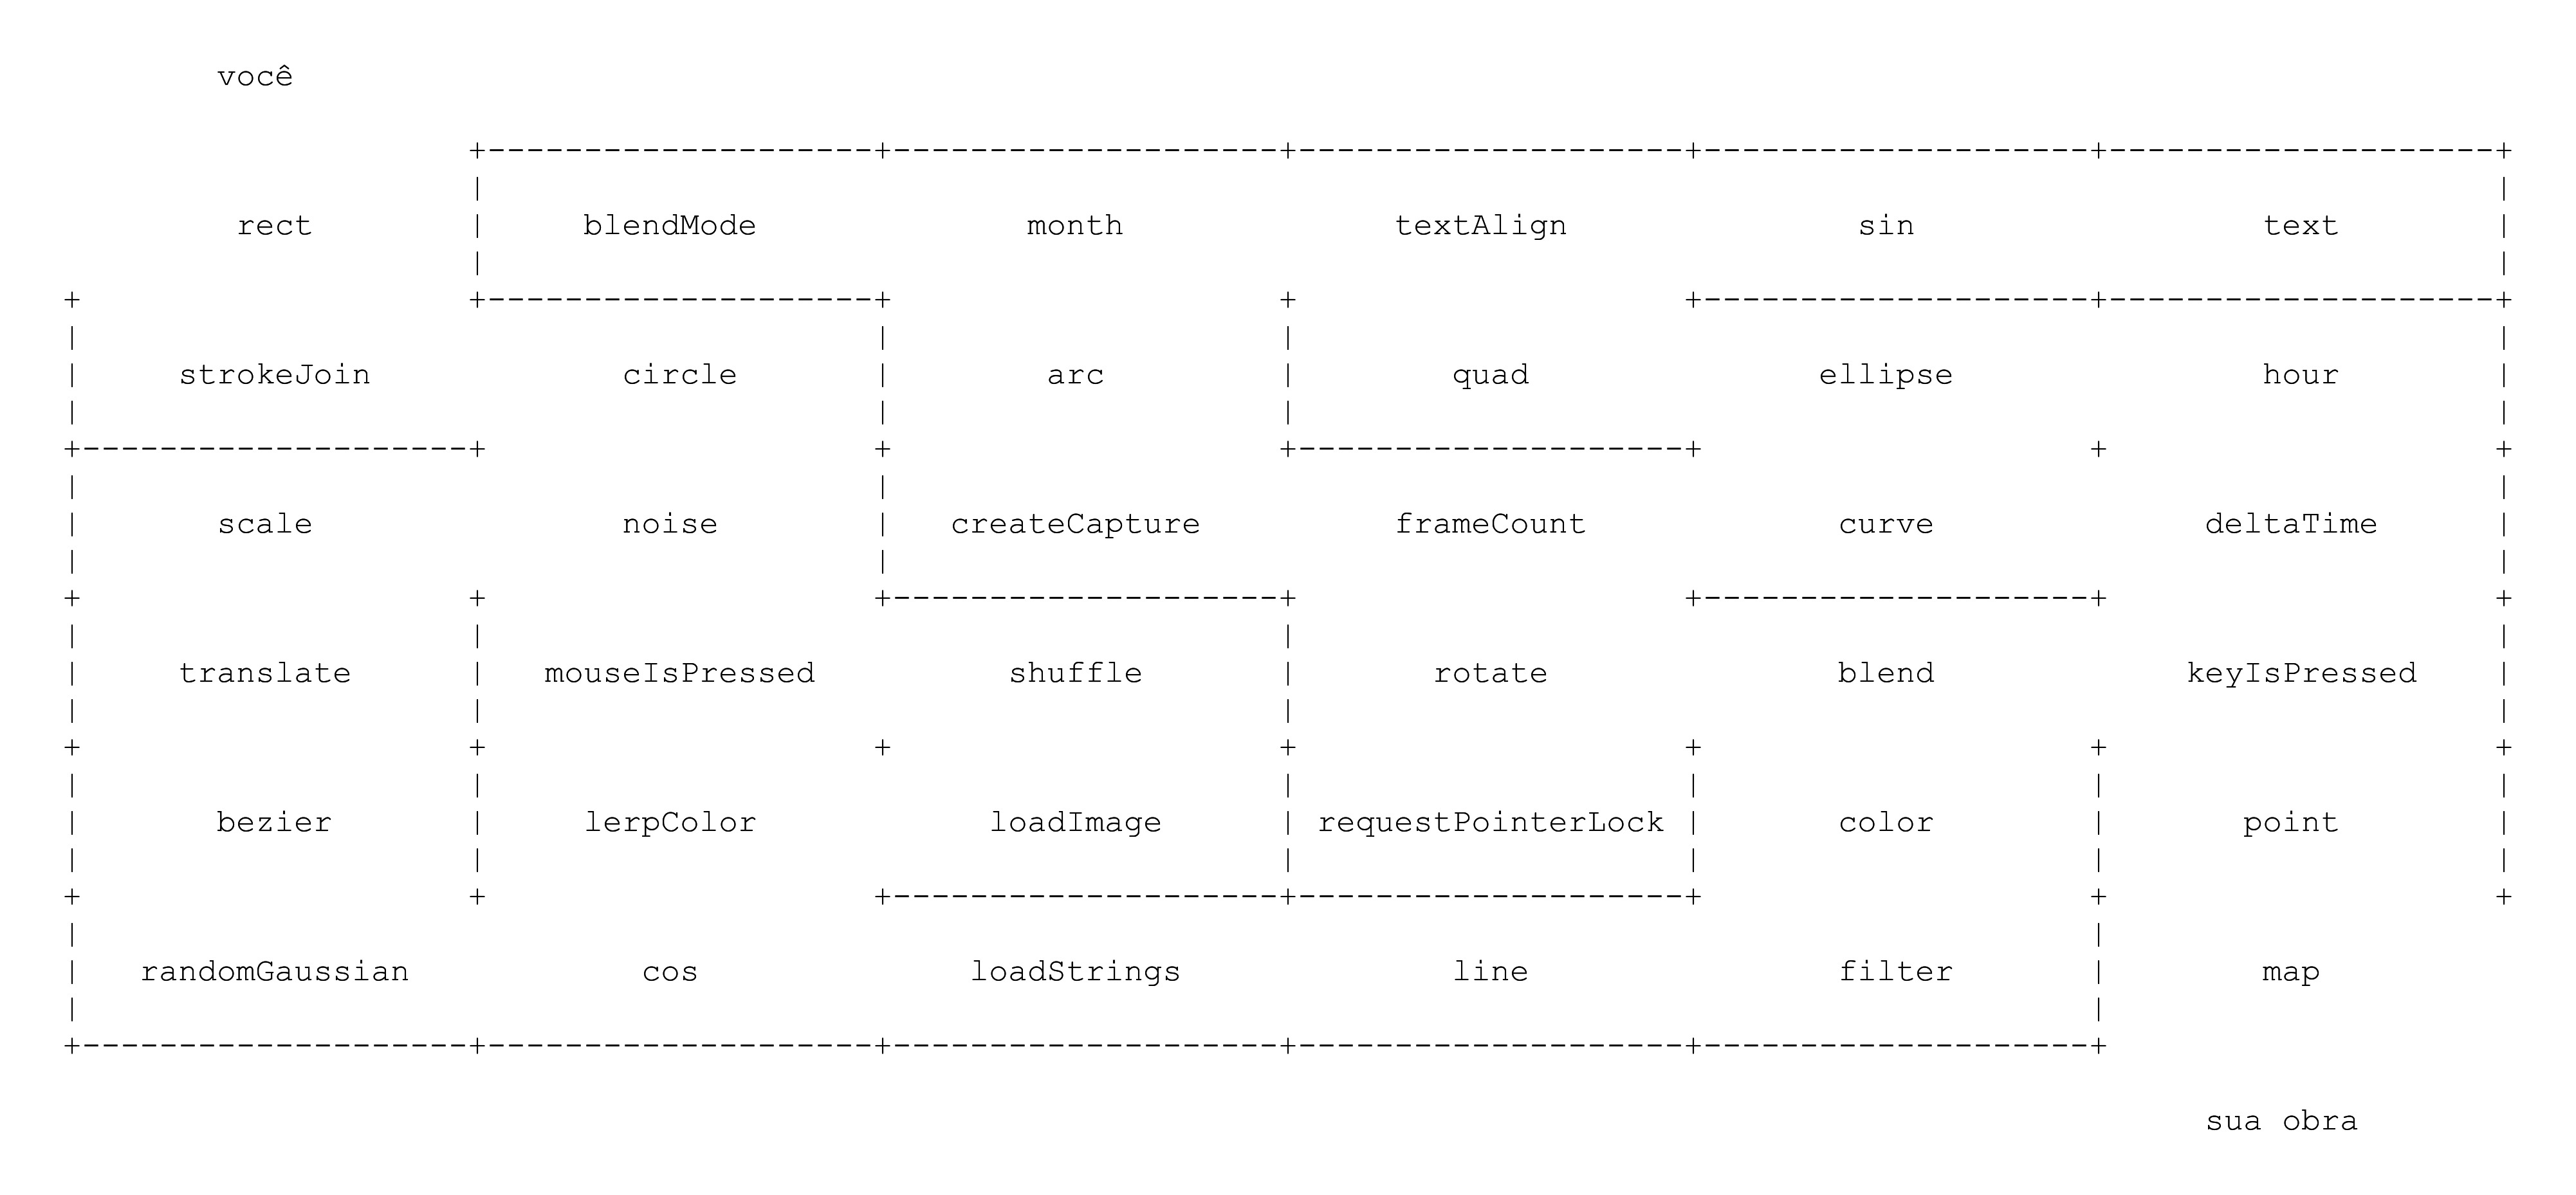 você
rect blendMode month textAlign sin text
strokeJoin circle arc quad ellipse hour
scale noise createCapture frameCount curve deltaTime
translate mouseIsPressed shuffle rotate blend keyIsPressed
bezier lerpColor loadImage requestPointerLock color point
randomGaussian cos loadStrings line filter map
sua obra